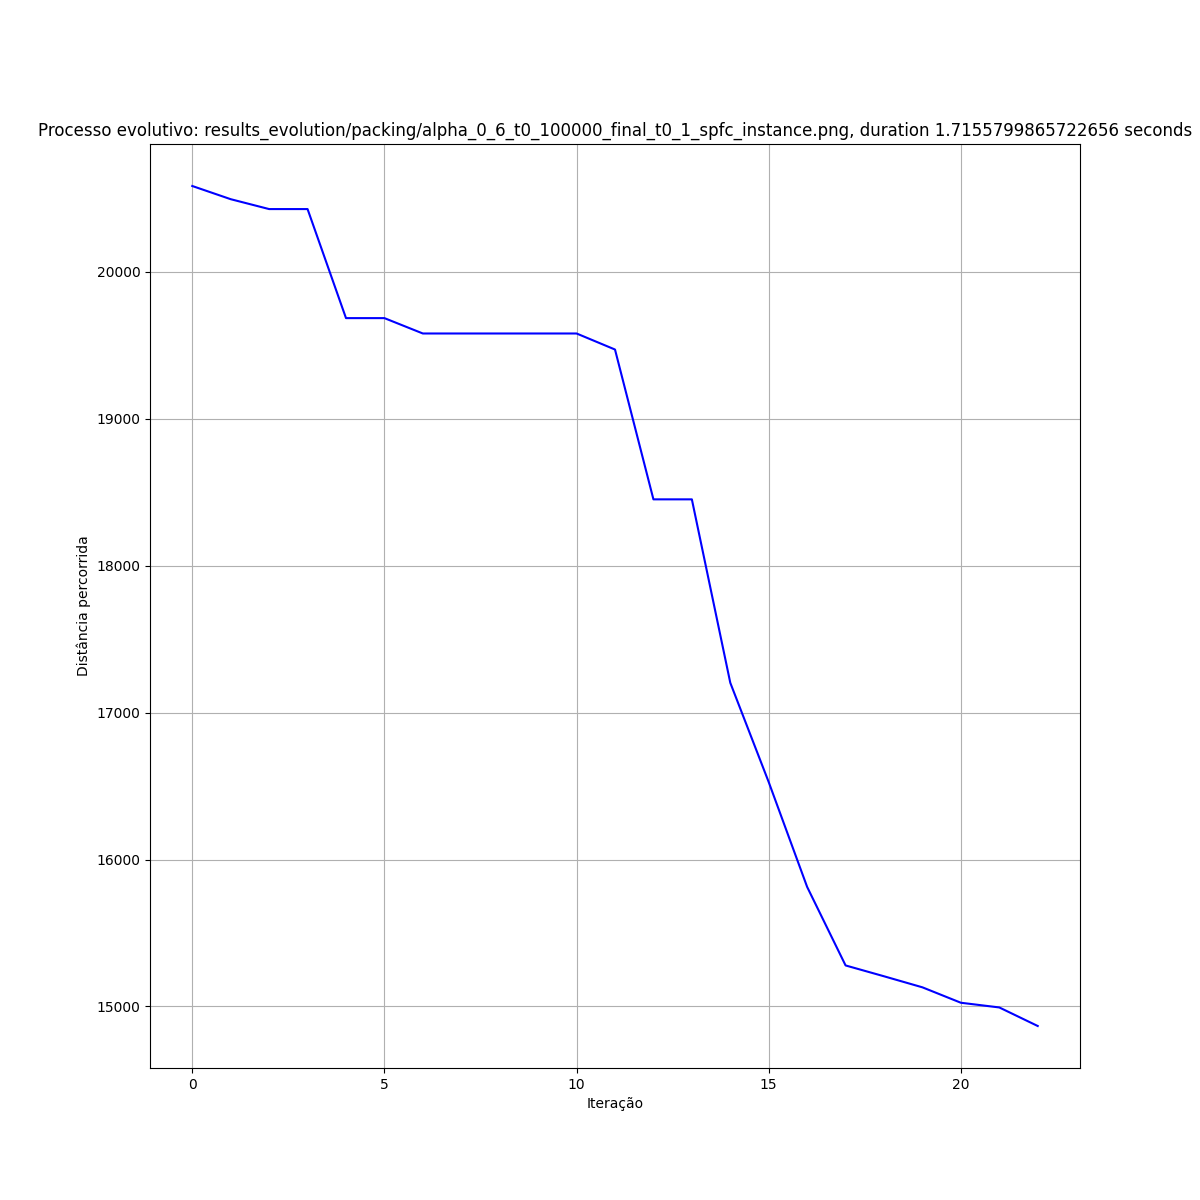 Processo evolutivo: results_evolution/packing/alpha_0_6_t0_100000_final_t0_1_spfc_instance.png, duration 1.7155799865722656 seconds
20000
19000
18000
17000
16000
15000
Distância percorrida
0 5 10 15 20
Iteração